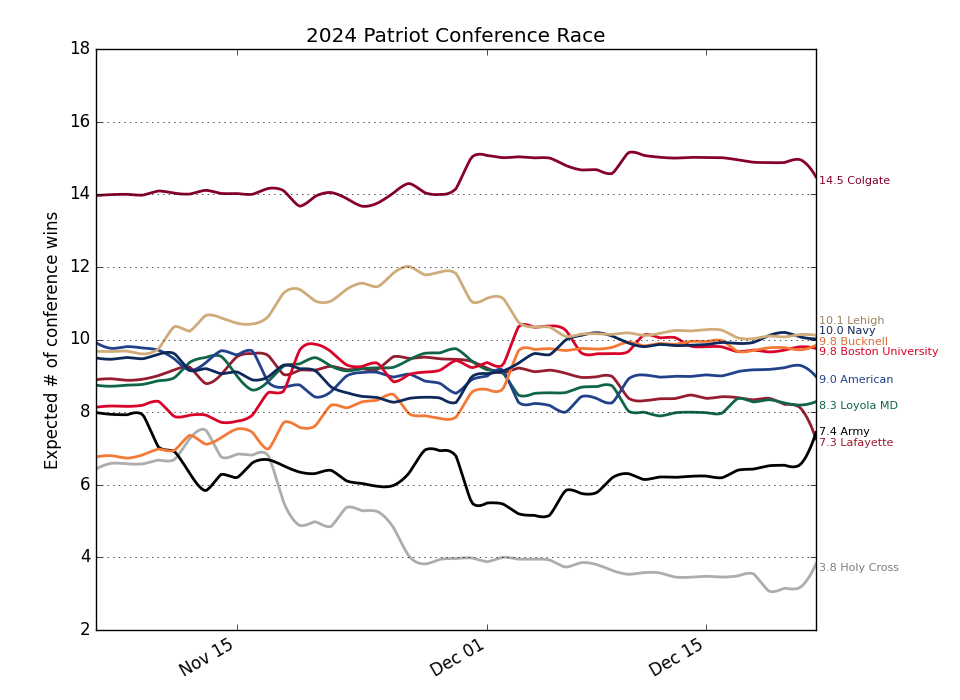 2024 Patriot Conference Race
Expected # of conference wins
18
16
14
12
10
8
6
4
2
Nov 15
Dec 01
Dec 15
14.5 Colgate
10.1 Lehigh
10.0 Navy
9.8 Bucknell
9.8 Boston University
9.0 American
8.3 Loyola MD
7.4 Army
7.3 Lafayette
3.8 Holy Cross